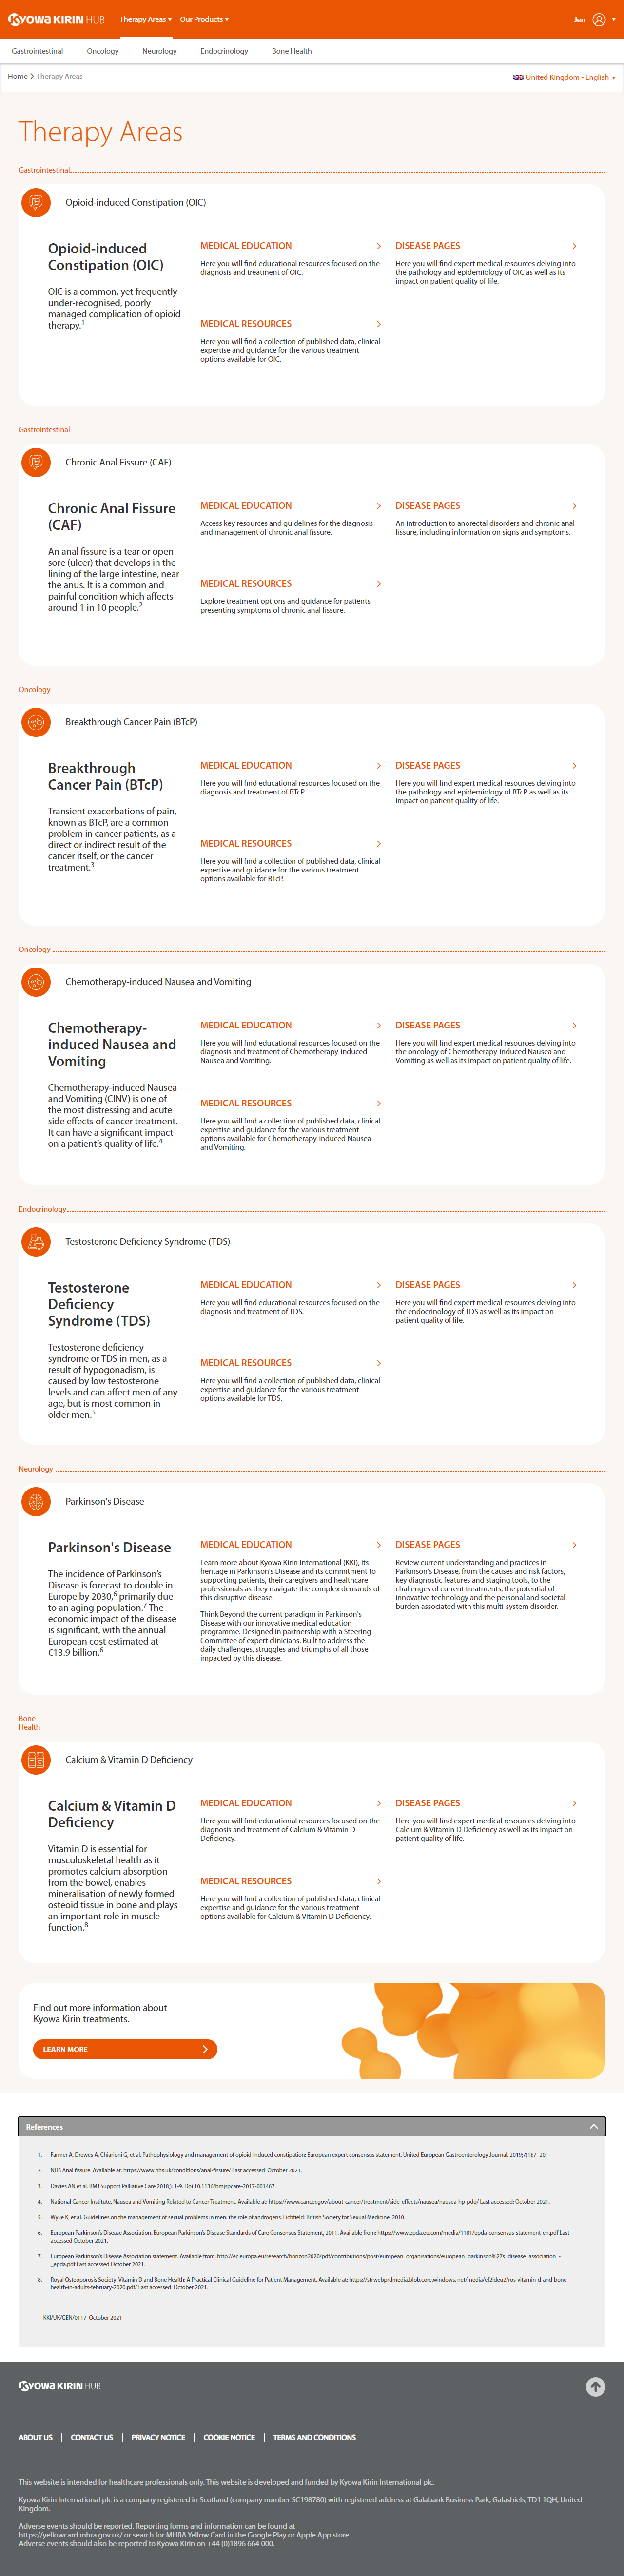 KYOWA KIRIN HUB
Therapy Areas ▾ Our Products ▾
Jen
Gastrointestinal Oncology Neurology Endocrinology Bone Health
Home > Therapy Areas
United Kingdom - English ▾
Therapy Areas
Gastrointestinal
Opioid-induced Constipation (OIC)
Opioid-induced
Constipation (OIC)
OIC is a common, yet frequently
under-recognised, poorly
managed complication of opioid
therapy.1
MEDICAL EDUCATION
Here you will find educational resources focused on the
diagnosis and treatment of OIC.
DISEASE PAGES
Here you will find expert medical resources delving into
the pathology and epidemiology of OIC as well as its
impact on patient quality of life.
MEDICAL RESOURCES
Here you will find a collection of published data, clinical
expertise and guidance for the various treatment
options available for OIC.
Gastrointestinal
Chronic Anal Fissure (CAF)
Chronic Anal Fissure
(CAF)
An anal fissure is a tear or open
sore (ulcer) that develops in the
lining of the large intestine, near
the anus. It is a common and
painful condition which affects
around 1 in 10 people.2
MEDICAL EDUCATION
Access key resources and guidelines for the diagnosis
and management of chronic anal fissure.
DISEASE PAGES
An introduction to anorectal disorders and chronic anal
fissure, including information on signs and symptoms.
MEDICAL RESOURCES
Explore treatment options and guidance for patients
presenting symptoms of chronic anal fissure.
Oncology
Breakthrough Cancer Pain (BTcP)
Breakthrough
Cancer Pain (BTcP)
Transient exacerbations of pain,
known as BTcP, are a common
problem in cancer patients, as a
direct or indirect result of the
cancer itself, or the cancer
treatment.3
MEDICAL EDUCATION
Here you will find educational resources focused on the
diagnosis and treatment of BTcP.
DISEASE PAGES
Here you will find expert medical resources delving into
the pathology and epidemiology of BTcP as well as its
impact on patient quality of life.
MEDICAL RESOURCES
Here you will find a collection of published data, clinical
expertise and guidance for the various treatment
options available for BTcP.
Oncology
Chemotherapy-induced Nausea and Vomiting
Chemotherapy-
induced Nausea and
Vomiting
Chemotherapy-induced Nausea
and Vomiting (CINV) is one of
the most distressing and acute
side effects of cancer treatment.
It can have a significant impact
on a patient's quality of life.4
MEDICAL EDUCATION
Here you will find educational resources focused on the
diagnosis and treatment of Chemotherapy-induced
Nausea and Vomiting.
DISEASE PAGES
Here you will find expert medical resources delving into
the oncology of Chemotherapy-induced Nausea and
Vomiting as well as its impact on patient quality of life.
MEDICAL RESOURCES
Here you will find a collection of published data, clinical
expertise and guidance for the various treatment
options available for Chemotherapy-induced Nausea
and Vomiting.
Endocrinology
Testosterone Deficiency Syndrome (TDS)
Testosterone
Deficiency
Syndrome (TDS)
Testosterone deficiency
syndrome or TDS in men, as a
result of hypogonadism, is
caused by low testosterone
levels and can affect men of any
age, but is most common in
older men.5
MEDICAL EDUCATION
Here you will find educational resources focused on the
diagnosis and treatment of TDS.
DISEASE PAGES
Here you will find expert medical resources delving into
the endocrinology of TDS as well as its impact on
patient quality of life.
MEDICAL RESOURCES
Here you will find a collection of published data, clinical
expertise and guidance for the various treatment
options available for TDS.
Neurology
Parkinson's Disease
Parkinson's Disease
The incidence of Parkinson's
Disease is forecast to double in
Europe by 2030,6 primarily due
to an aging population.7 The
economic impact of the disease
is significant, with the annual
European cost estimated at
€13.9 billion.6
MEDICAL EDUCATION
Learn more about Kyowa Kirin International (KKI), its
heritage in Parkinson's Disease and its commitment to
supporting patients, their caregivers and healthcare
professionals as they navigate the complex demands of
this disruptive disease.
Think Beyond the current paradigm in Parkinson's
Disease with our innovative medical education
programme. Designed in partnership with a Steering
Committee of expert clinicians. Built to address the
daily challenges, struggles and triumphs of all those
impacted by this disease.
DISEASE PAGES
Review current understanding and practices in
Parkinson's Disease, from the causes and risk factors,
key diagnostic features and staging tools, to the
challenges of current treatments, the potential of
innovative technology and the personal and societal
burden associated with this multi-system disorder.
Bone
Health
Calcium & Vitamin D Deficiency
Calcium & Vitamin D
Deficiency
Vitamin D is essential for
musculoskeletal health as it
promotes calcium absorption
from the bowel, enables
mineralisation of newly formed
osteoid tissue in bone and plays
an important role in muscle
function.8
MEDICAL EDUCATION
Here you will find educational resources focused on the
diagnosis and treatment of Calcium & Vitamin D
Deficiency.
DISEASE PAGES
Here you will find expert medical resources delving into
Calcium & Vitamin D Deficiency as well as its impact on
patient quality of life.
MEDICAL RESOURCES
Here you will find a collection of published data, clinical
expertise and guidance for the various treatment
options available for Calcium & Vitamin D Deficiency.
Find out more information about
Kyowa Kirin treatments.
LEARN MORE
References
1. Farmer A, Drewes A, Chiarioni G, et al. Pathophysiology and management of opioid-induced constipation: European expert consensus statement. United European Gastroenterology Journal. 2019;7(1):7–20.
2. NHS Anal fissure. Available at: https://www.nhs.uk/conditions/anal-fissure/ Last accessed: October 2021.
3. Davies AN et al. BMJ Support Palliative Care 2018;): 1-9. Doi:10.1136/bmjspcare-2017-001467.
4. National Cancer Institute. Nausea and Vomiting Related to Cancer Treatment. Available at: https://www.cancer.gov/about-cancer/treatment/side-effects/nausea/nausea-hp-pdq/ Last accessed: October 2021.
5. Wylie K, et al. Guidelines on the management of sexual problems in men: the role of androgens. Lichfield: British Society for Sexual Medicine, 2010.
6. European Parkinson's Disease Association. European Parkinson's Disease Standards of Care Consensus Statement, 2011. Available from: https://www.epda.eu.com/media/1181/epda-consensus-statement-en.pdf Last
accessed October 2021.
7. European Parkinson's Disease Association statement. Available from: http://ec.europa.eu/research/horizon2020/pdf/contributions/post/european_organisations/european_parkinson%27s_disease_association_-
_epda.pdf Last accessed October 2021.
8. Royal Osteoporosis Society: Vitamin D and Bone Health: A Practical Clinical Guideline for Patient Management. Available at: https://strwebprdmedia.blob.core.windows. net/media/ef2ideu2/ros-vitamin-d-and-bone-
health-in-adults-february-2020.pdf/ Last accessed: October 2021.
KKI/UK/GEN/0117 October 2021
KYOWA KIRIN HUB
ABOUT US | CONTACT US | PRIVACY NOTICE | COOKIE NOTICE | TERMS AND CONDITIONS
This website is intended for healthcare professionals only. This website is developed and funded by Kyowa Kirin International plc.
Kyowa Kirin International plc is a company registered in Scotland (company number SC198780) with registered address at Galabank Business Park, Galashiels, TD1 1QH, United
Kingdom.
Adverse events should be reported. Reporting forms and information can be found at
https://yellowcard.mhra.gov.uk/ or search for MHRA Yellow Card in the Google Play or Apple App store.
Adverse events should also be reported to Kyowa Kirin on +44 (0)1896 664 000.